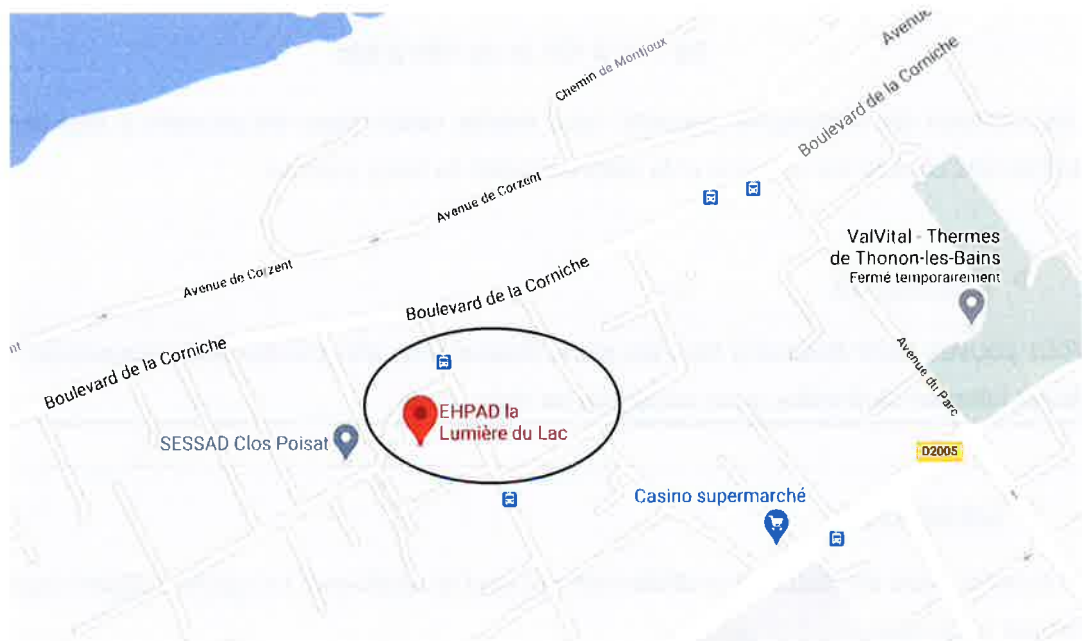 Avenue
Chemin de Montjoux
Boulevard de la Corniche
Avenue de Corzent
ValVital - Thermes
de Thonon-les-Bains
Fermé temporairement
Avenue de Corzent
Boulevard de la Corniche
nt
Boulevard de la Corniche
Avenue du Parc
EHPAD la
Lumière du Lac
SESSAD Clos Poisat
D2005
Casino supermarché